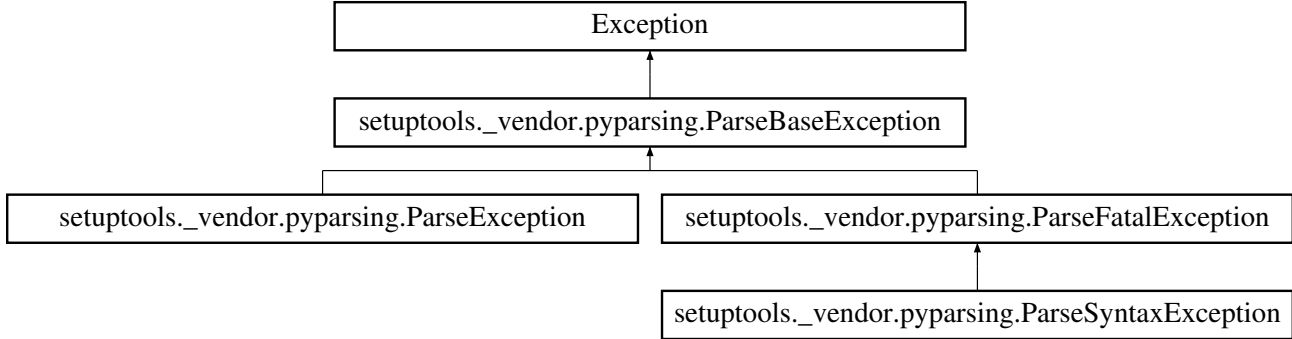 Exception
setuptools._vendor.pyparsing.ParseBaseException
setuptools._vendor.pyparsing.ParseException
setuptools._vendor.pyparsing.ParseFatalException
setuptools._vendor.pyparsing.ParseSyntaxException